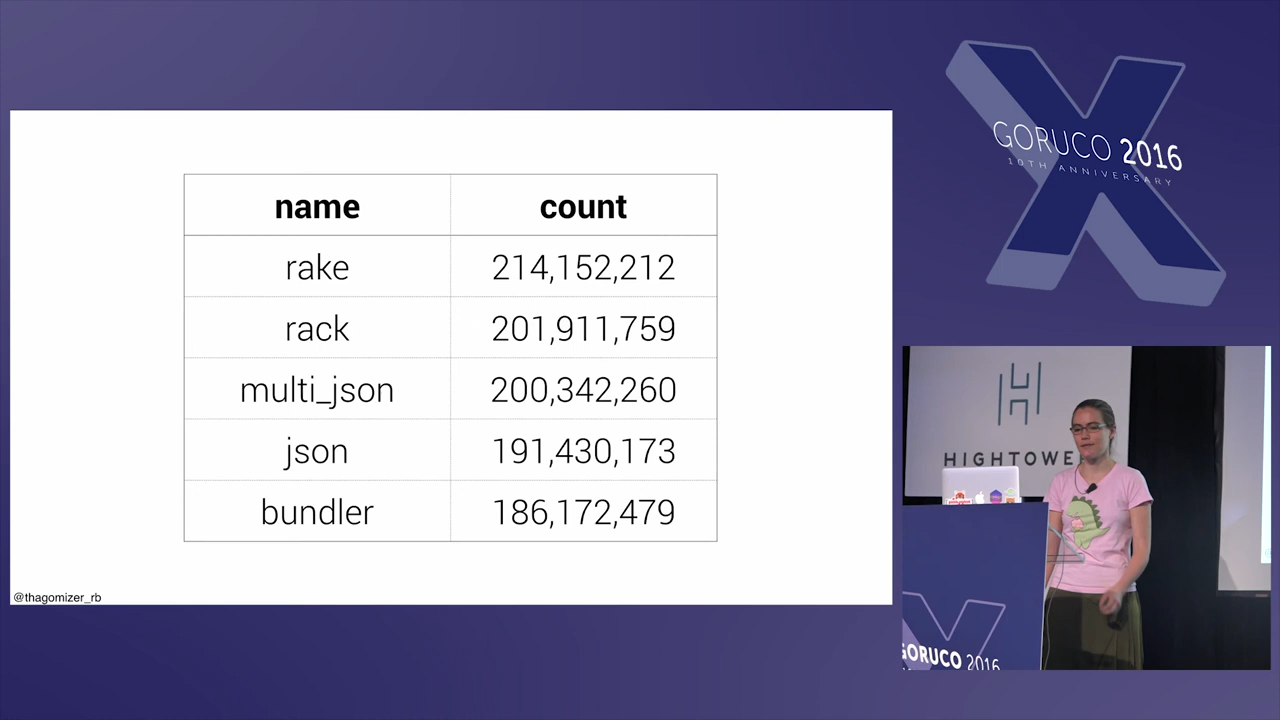 name count
rake 214,152,212
rack 201,911,759
multi_json 200,342,260
json 191,430,173
bundler 186,172,479
@thagomizer_rb
GORUCO 2016
10TH ANNIVERSARY
HIGHTOWE
GORUCO 2016